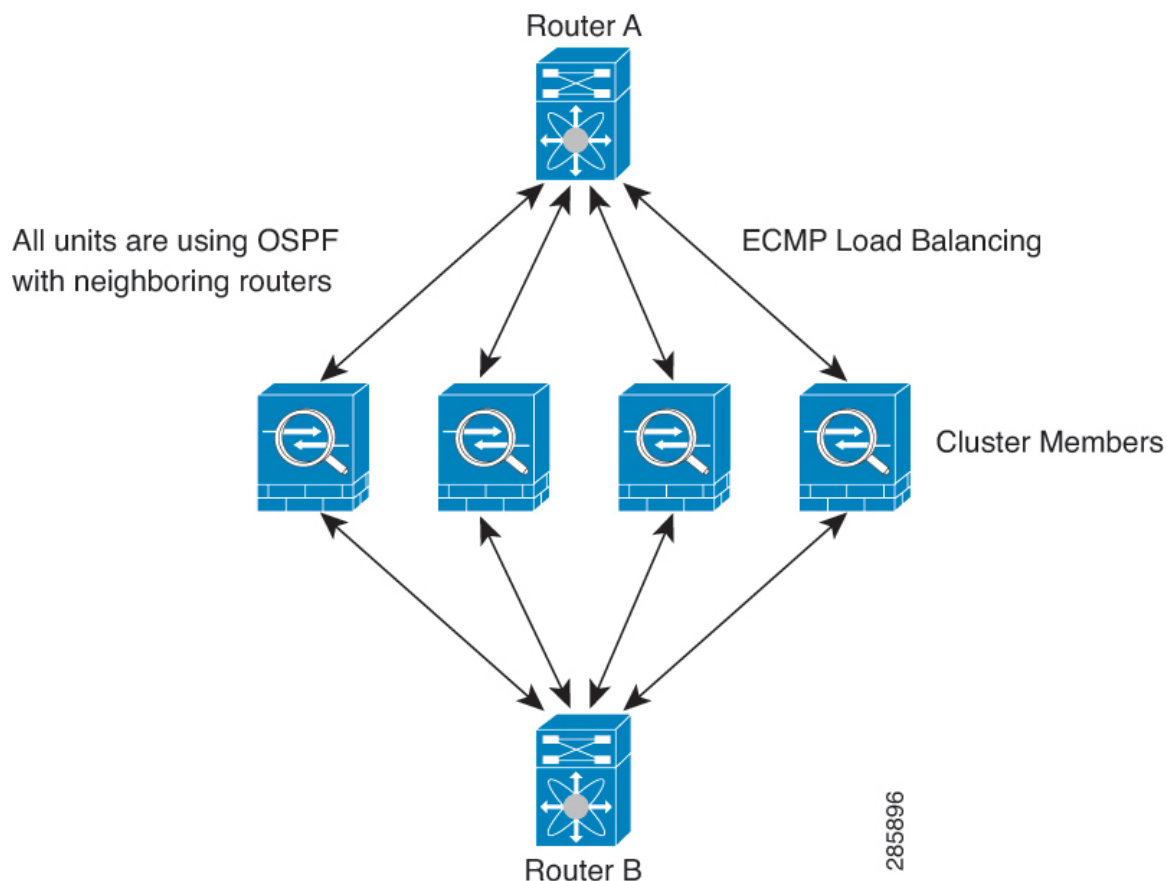 Router A
All units are using OSPF
with neighboring routers
ECMP Load Balancing
Cluster Members
Router B
285896